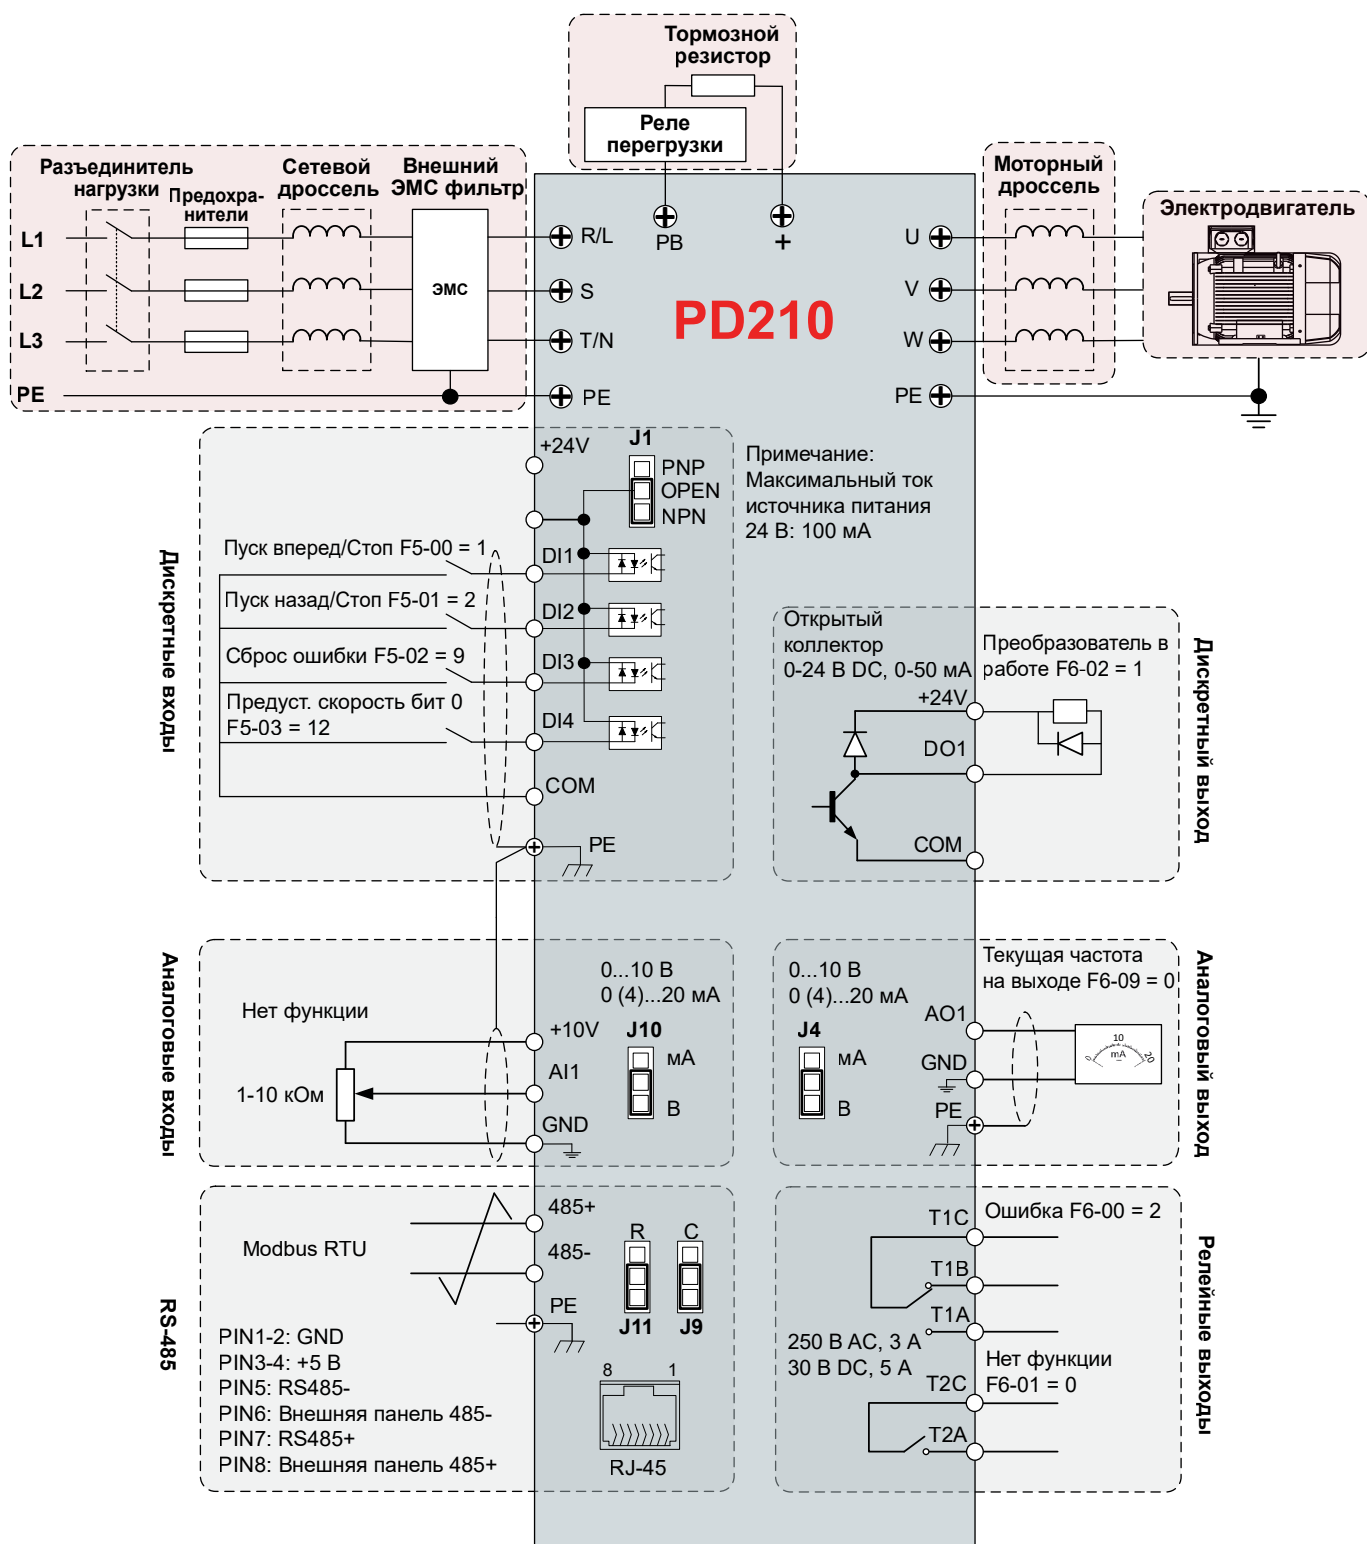 Тормозной
резистор
Реле
перегрузки
Разъединитель
нагрузки
Предохра-
нители
Сетевой
дроссель
Внешний
ЭМС фильтр
Моторный
дроссель
Электродвигатель
L1
L2
L3
PE
ЭМС
R/L
S
T/N
PE
PB
+
PD210
U
V
W
PE
Дискретные входы
+24V
J1
PNP
OPEN
NPN
Примечание:
Максимальный ток
источника питания
24 В: 100 мА
Пуск вперед/Стоп F5-00 = 1
DI1
Пуск назад/Стоп F5-01 = 2
DI2
Сброс ошибки F5-02 = 9
DI3
Предуст. скорость бит 0
F5-03 = 12
DI4
COM
PE
Открытый
коллектор
0-24 В DC, 0-50 мА
Преобразователь в
работе F6-02 = 1
+24V
DO1
COM
Дискретный выход
Аналоговые входы
Нет функции
1-10 кОм
+10V
AI1
GND
0...10 В
0 (4)...20 мА
J10
мА
В
0...10 В
0 (4)...20 мА
J4
мА
В
Текущая частота
на выходе F6-09 = 0
AO1
GND
PE
0
10
20
mA
Аналоговый выход
RS-485
Modbus RTU
485+
485-
PE
R
C
J11
J9
PIN1-2: GND
PIN3-4: +5 В
PIN5: RS485-
PIN6: Внешняя панель 485-
PIN7: RS485+
PIN8: Внешняя панель 485+
8
1
RJ-45
T1C
Ошибка F6-00 = 2
T1B
T1A
250 В AC, 3 А
30 В DC, 5 А
Нет функции
F6-01 = 0
T2C
T2A
Релейные выходы